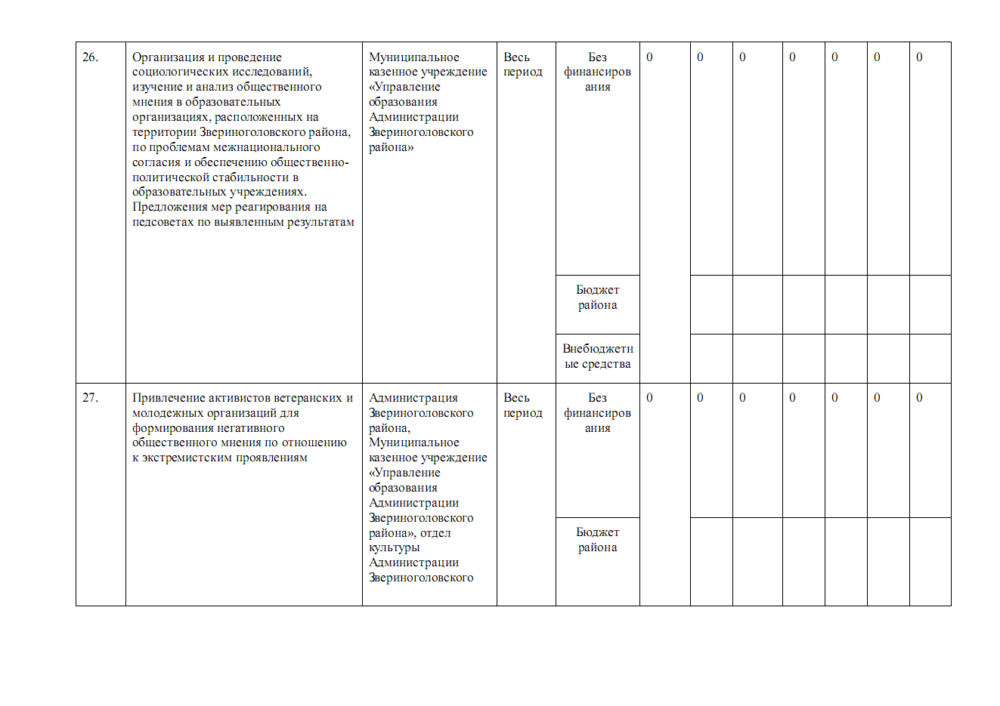 26.
Организация и проведение
социологических исследований,
изучение и анализ общественного
мнения в образовательных
организациях, расположенных на
территории Звериноголовского района,
по проблемам межнационального
согласия и обеспечению общественно-
политической стабильности в
образовательных учреждениях.
Предложения мер реагирования на
педсоветах по выявленным результатам
Муниципальное
казенное учреждение
«Управление
образования
Администрации
Звериноголовского
района»
Весь
период
Без
финансиров
ания
0 0 0 0 0 0 0
Бюджет
района
Внебюджетн
ые средства
27.
Привлечение активистов ветеранских и
молодежных организаций для
формирования негативного
общественного мнения по отношению
к экстремистским проявлениям
Администрация
Звериноголовского
района,
Муниципальное
казенное учреждение
«Управление
образования
Администрации
Звериноголовского
района», отдел
культуры
Администрации
Звериноголовского
Весь
период
Без
финансиров
ания
0 0 0 0 0 0 0
Бюджет
района